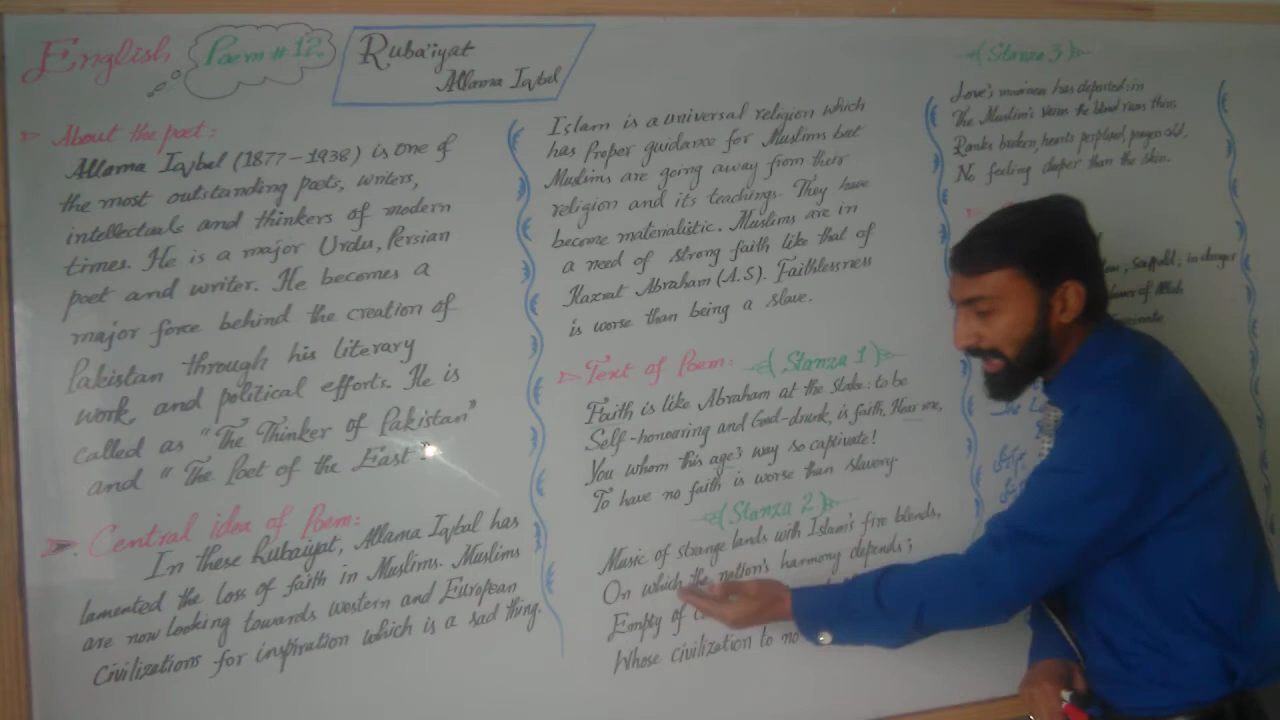 English
Poem # 12
Ruba'iyat
Allama Iqbal
About the poet:
Allama Iqbal (1877-1938) is one of
the most outstanding poets, writers,
intellectuals and thinkers of modern
times. He is a major Urdu, Persian
poet and writer. He becomes a
major force behind the creation of
Pakistan through his literary
work, and political efforts. He is
called as "The Thinker of Pakistan"
and "The Poet of the East".
Central idea of Poem:
In these Rubaiyat, Allama Iqbal has
lamented the loss of faith in Muslims. Muslims
are now looking towards western and European
Civilizations for inspiration which is a sad thing.
Islam is a universal religion which
has Proper guidance for Muslims but
Muslims are going away from their
religion and its teachings. They have
become materialistic. Muslims are in
a need of strong faith like that of
Hazrat Abraham (A.S). Faithlessness
is worse than being a slave.
Text of Poem:
Stanza 1
Faith is like Abraham at the Stake: to be
Self-honouring and God-drunk, is faith. Hear me,
You whom this age's way so captivate!
To have no faith is worse than slavery.
Stanza 2
Music of strange lands with Islam's fire blends,
On which the nation's harmony depends;
Empty of
Whose civilization to no
Stanza 3
Love's madness has departed: in
The Muslim's veins the blood runs thin;
Ranks broken, hearts perplexed, prayers cold,
No feeling deeper than the skin.
Scaffold, in danger
of Allah